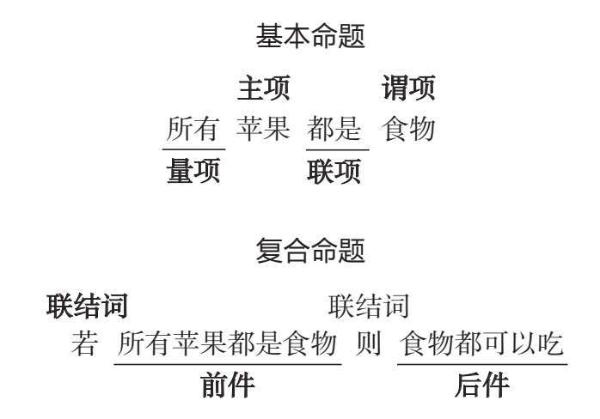 基本命题
主项 谓项
所有 苹果 都是 食物
量项 联项
复合命题
联结词 联结词
若 所有苹果都是食物 则 食物都可以吃
前件 后件